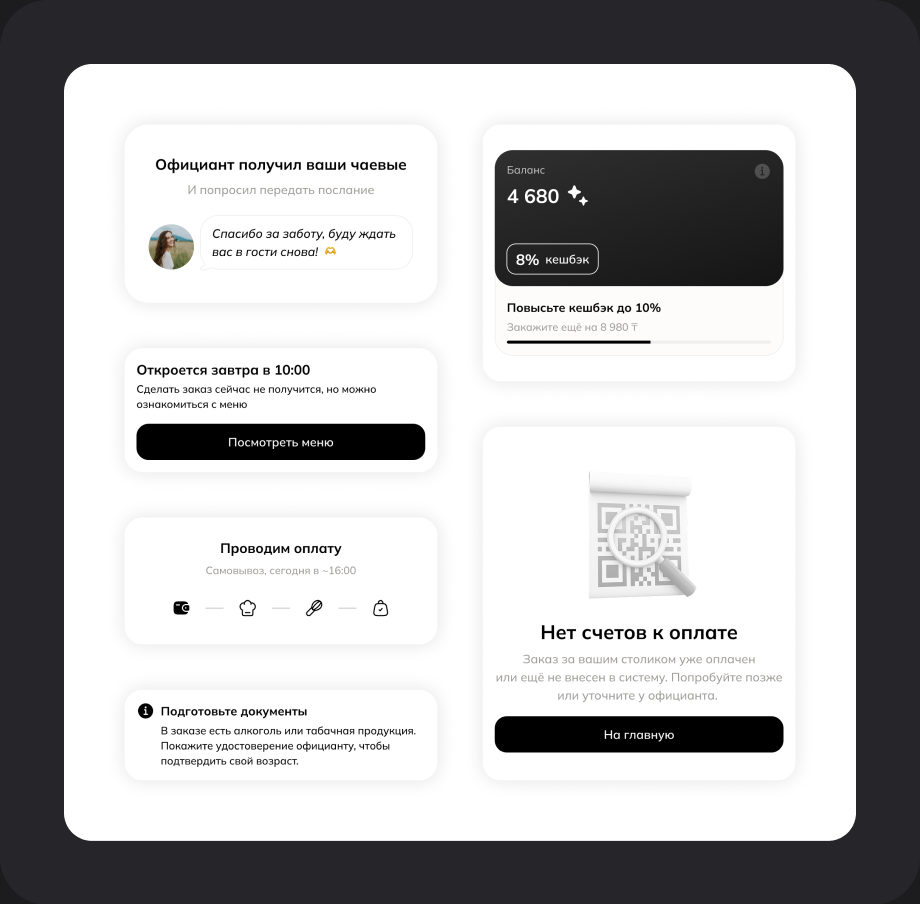 Официант получил ваши чаевые
И попросил передать послание
Спасибо за заботу, буду ждать
вас в гости снова! 🫶
Откроется завтра в 10:00
Сделать заказ сейчас не получится, но можно
ознакомиться с меню
Посмотреть меню
Проводим оплату
Самовывоз, сегодня в ~16:00
Подготовьте документы
В заказе есть алкоголь или табачная продукция.
Покажите удостоверение официанту, чтобы
подтвердить свой возраст.
Баланс
4 680
8% кешбэк
Повысьте кешбэк до 10%
Закажите ещё на 8 980 ₸
Нет счетов к оплате
Заказ за вашим столиком уже оплачен
или ещё не внесен в систему. Попробуйте позже
или уточните у официанта.
На главную